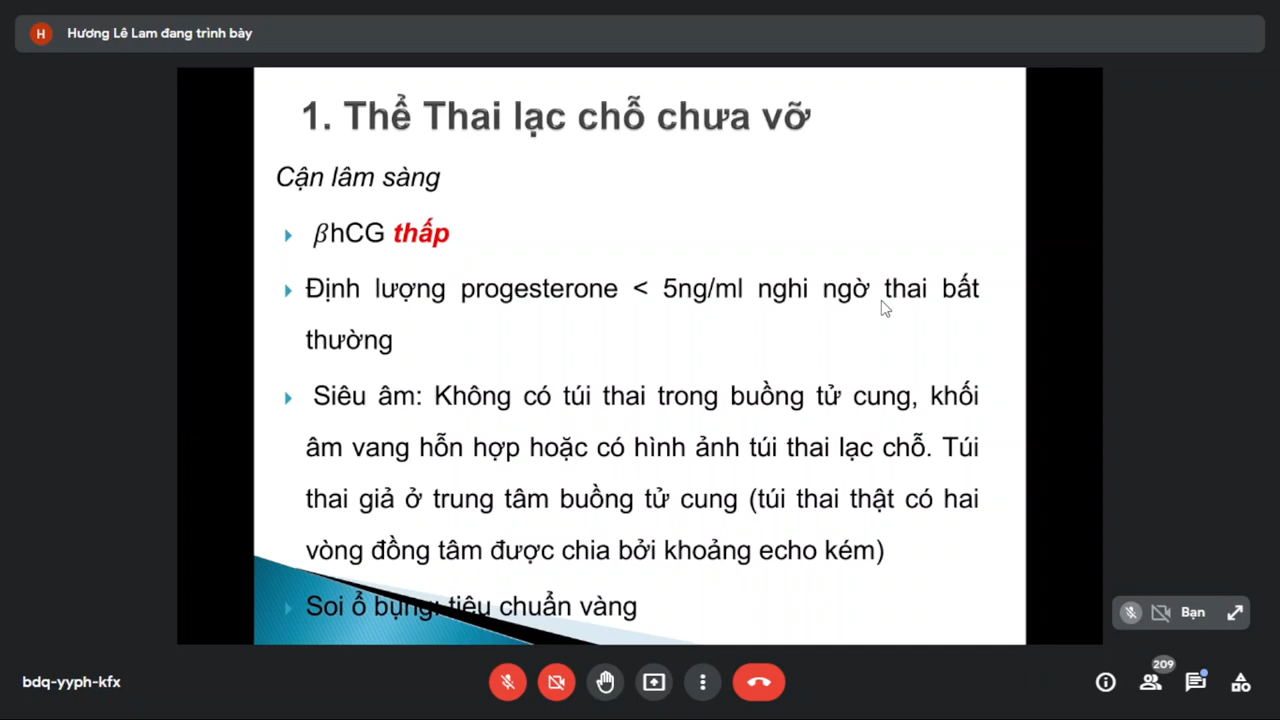 H Hương Lê Lam đang trình bày
1. Thể Thai lạc chỗ chưa vỡ
Cận lâm sàng
βhCG thấp
Định lượng progesterone < 5ng/ml nghi ngờ thai bất
thường
Siêu âm: Không có túi thai trong buồng tử cung, khối
âm vang hỗn hợp hoặc có hình ảnh túi thai lạc chỗ. Túi
thai giả ở trung tâm buồng tử cung (túi thai thật có hai
vòng đồng tâm được chia bởi khoảng echo kém)
Soi ổ bụng: tiêu chuẩn vàng
Bạn
bdq-yyph-kfx
209